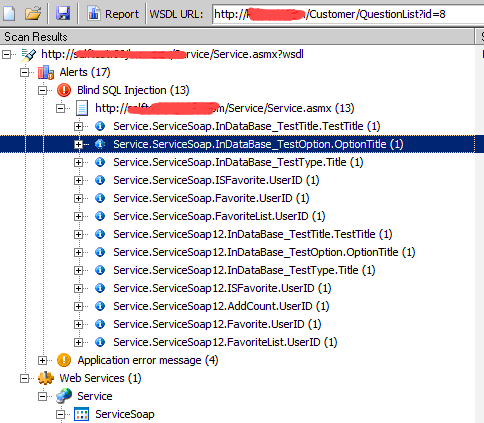 Report WSDL URL: http:// .com/Customer/QuestionList?id=8
Scan Results
http:// /Service/Service.asmx?wsdl
Alerts (17)
Blind SQL Injection (13)
http:// /Service/Service.asmx (13)
Service.ServiceSoap.InDataBase_TestTitle.TestTitle (1)
Service.ServiceSoap.InDataBase_TestOption.OptionTitle (1)
Service.ServiceSoap.InDataBase_TestType.Title (1)
Service.ServiceSoap.ISFavorite.UserID (1)
Service.ServiceSoap.Favorite.UserID (1)
Service.ServiceSoap.FavoriteList.UserID (1)
Service.ServiceSoap12.InDataBase_TestTitle.TestTitle (1)
Service.ServiceSoap12.InDataBase_TestOption.OptionTitle (1)
Service.ServiceSoap12.InDataBase_TestType.Title (1)
Service.ServiceSoap12.ISFavorite.UserID (1)
Service.ServiceSoap12.AddCount.UserID (1)
Service.ServiceSoap12.Favorite.UserID (1)
Service.ServiceSoap12.FavoriteList.UserID (1)
Application error message (4)
Web Services (1)
Service
ServiceSoap